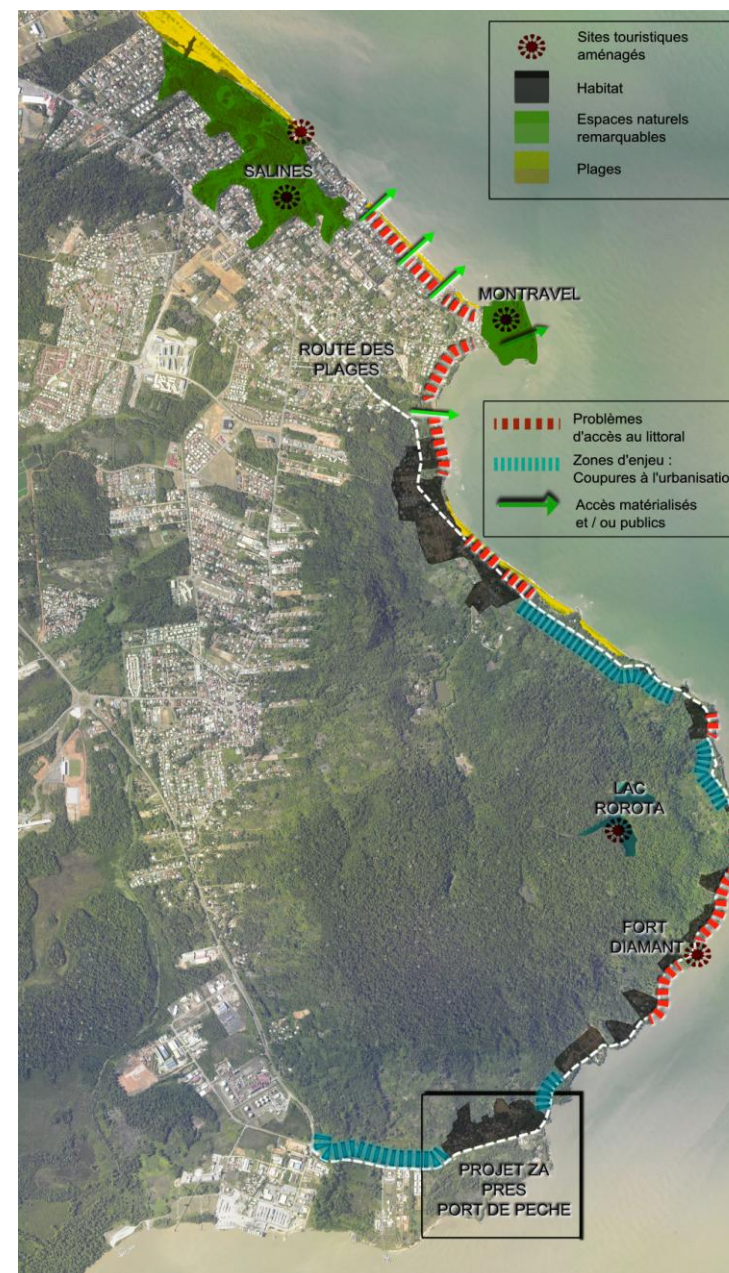 Sites touristiques
aménagés
Habitat
Espaces naturels
remarquables
Plages
SALINES
MONTRAVEL
ROUTE DES
PLAGES
Problèmes
d'accès au littoral
Zones d'enjeu :
Coupures à l'urbanisatio
Accès matérialisés
et / ou publics
LAC
ROROTA
FORT
DIAMANT
PROJET ZA
PRES
PORT DE PECHE